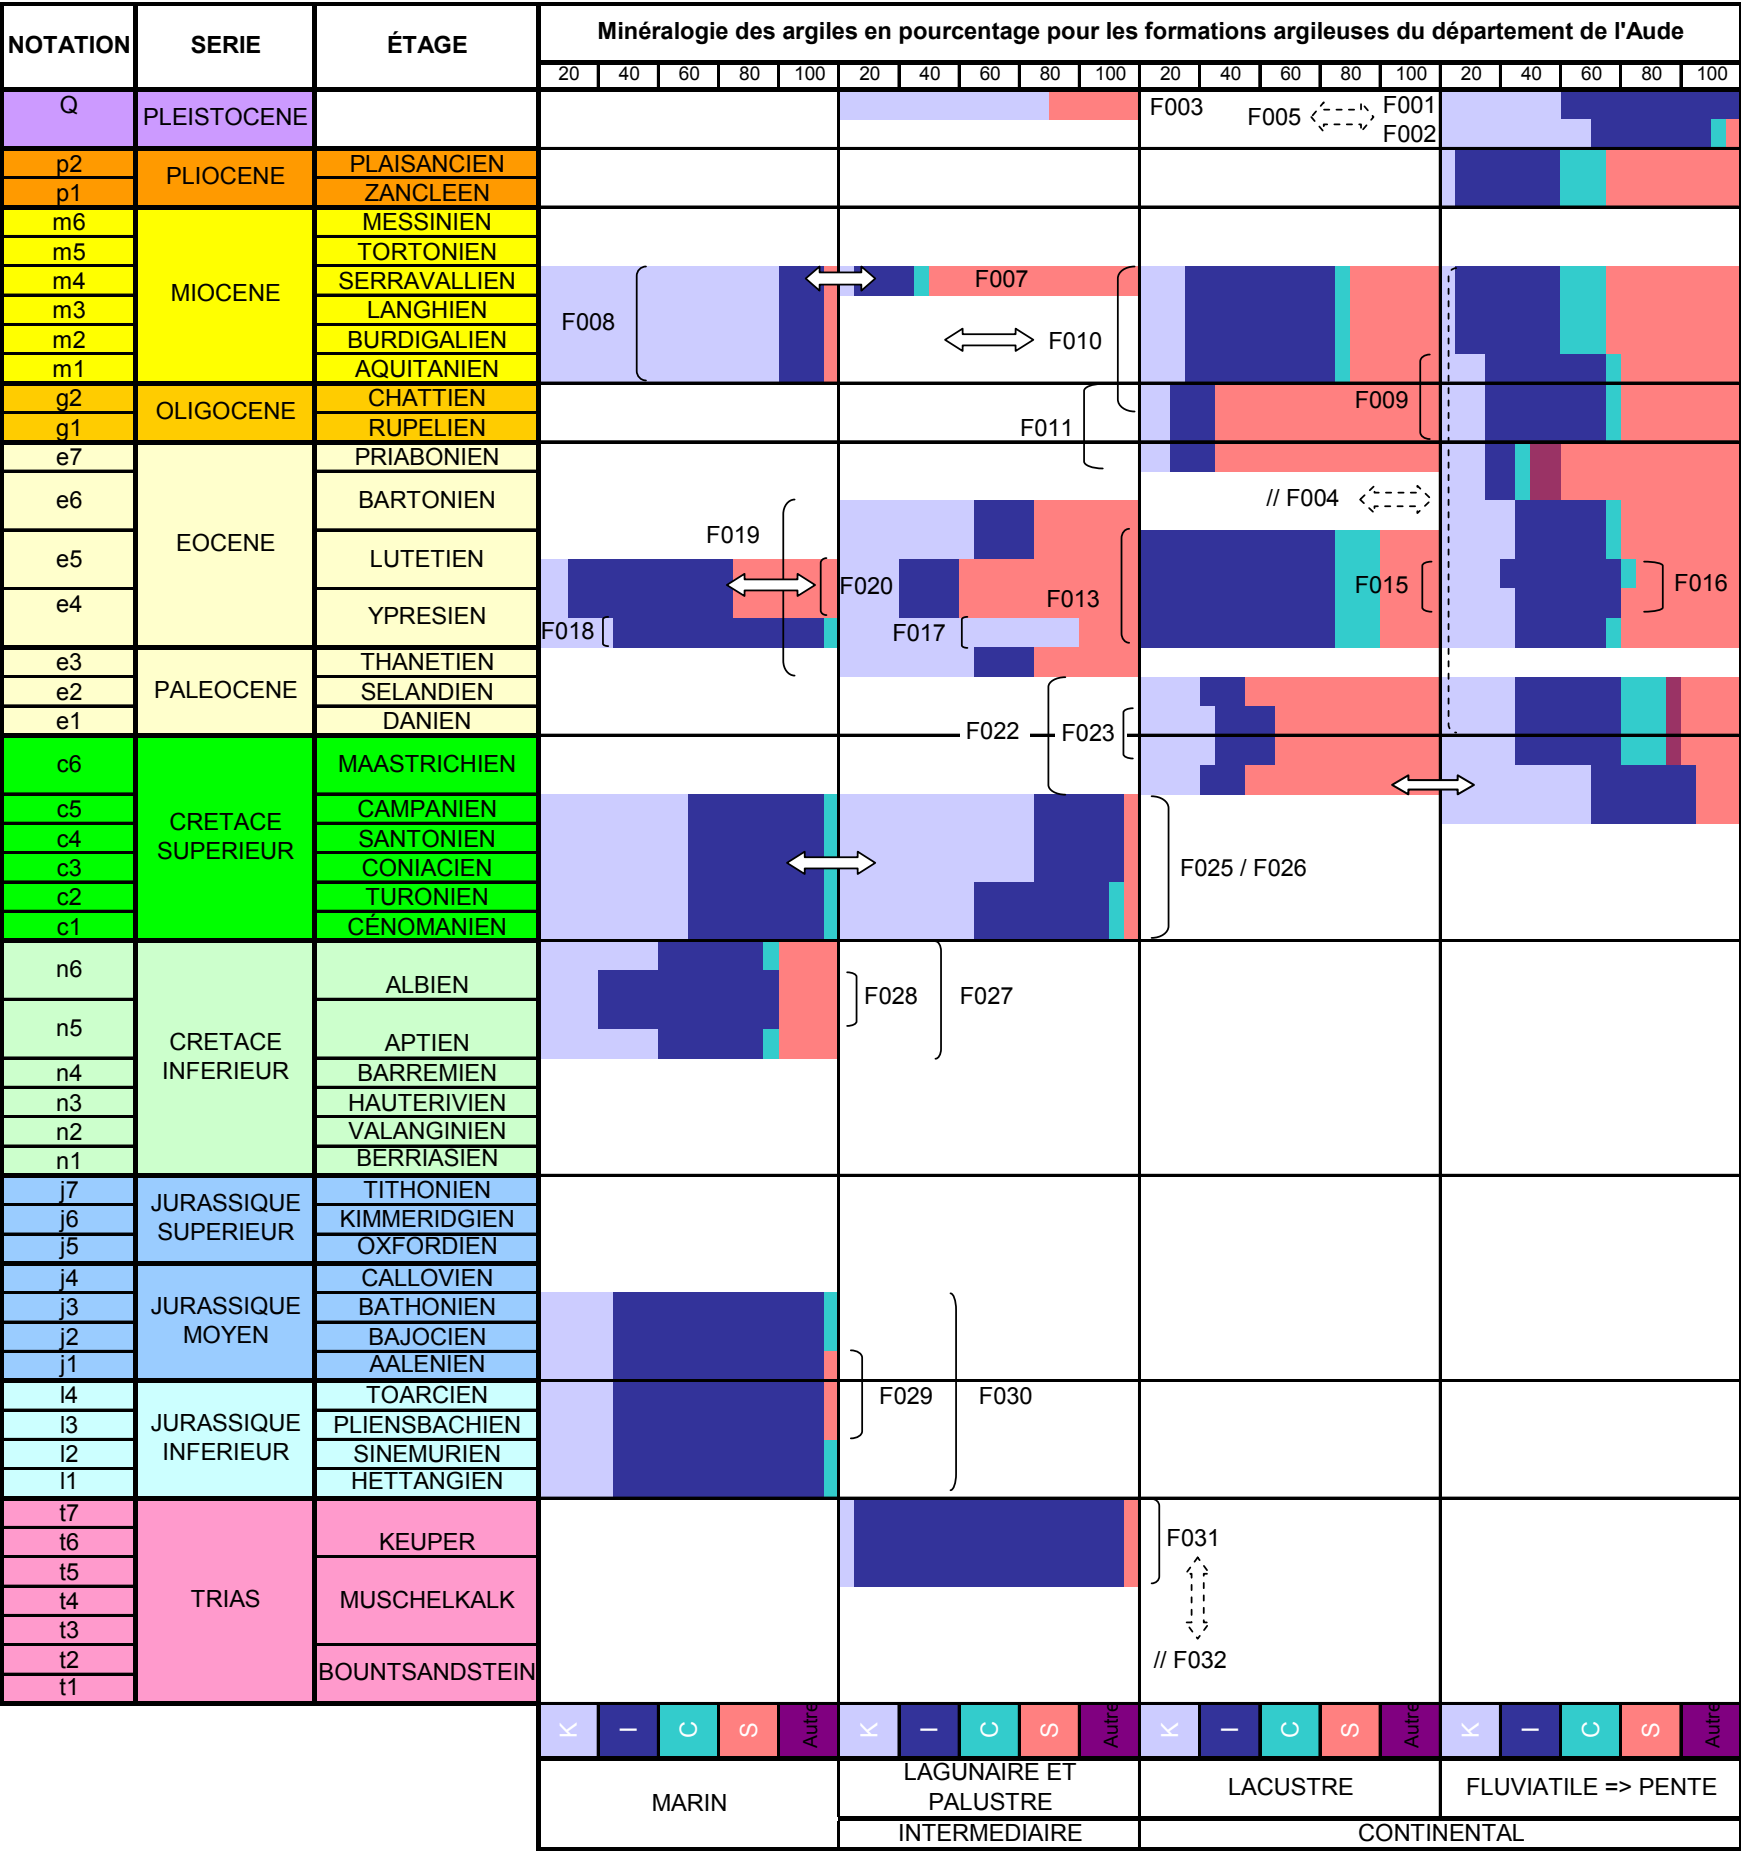 Minéralogie des argiles en pourcentage pour les formations argileuses du département de l'Aude
NOTATION SERIE ÉTAGE
20 40 60 80 100 20 40 60 80 100 20 40 60 80 100 20 40 60 80 100
Q PLEISTOCENE F003 F005 F001
F002
p2 PLIOCENE PLAISANCIEN
p1 ZANCLEEN
m6 MIOCENE MESSINIEN
m5 TORTONIEN
m4 SERRAVALLIEN F007
m3 LANGHIEN F008
m2 BURDIGALIEN F010
m1 AQUITANIEN
g2 OLIGOCENE CHATTIEN F009
g1 RUPELIEN F011
e7 EOCENE PRIABONIEN
e6 BARTONIEN // F004
F019
e5 LUTETIEN F020 F015 F016
F013
e4 YPRESIEN F018 F017
e3 PALEOCENE THANETIEN
e2 SELANDIEN
e1 DANIEN F022 F023
c6 CRETACE SUPERIEUR MAASTRICHIEN
c5 CAMPANIEN
c4 SANTONIEN
c3 CONIACIEN F025 / F026
c2 TURONIEN
c1 CÉNOMANIEN
n6 CRETACE INFERIEUR ALBIEN F028 F027
n5 APTIEN
n4 BARREMIEN
n3 HAUTERIVIEN
n2 VALANGINIEN
n1 BERRIASIEN
j7 JURASSIQUE SUPERIEUR TITHONIEN
j6 KIMMERIDGIEN
j5 OXFORDIEN
j4 JURASSIQUE MOYEN CALLOVIEN
j3 BATHONIEN
j2 BAJOCIEN
j1 AALENIEN
l4 JURASSIQUE INFERIEUR TOARCIEN F029 F030
l3 PLIENSBACHIEN
l2 SINEMURIEN
l1 HETTANGIEN
t7 TRIAS
t6 KEUPER F031
t5
t4 MUSCHELKALK
t3
t2 BOUNTSANDSTEIN // F032
t1
K I C S Autre K I C S Autre K I C S Autre K I C S Autre
MARIN LAGUNAIRE ET PALUSTRE LACUSTRE FLUVIATILE => PENTE
INTERMEDIAIRE CONTINENTAL